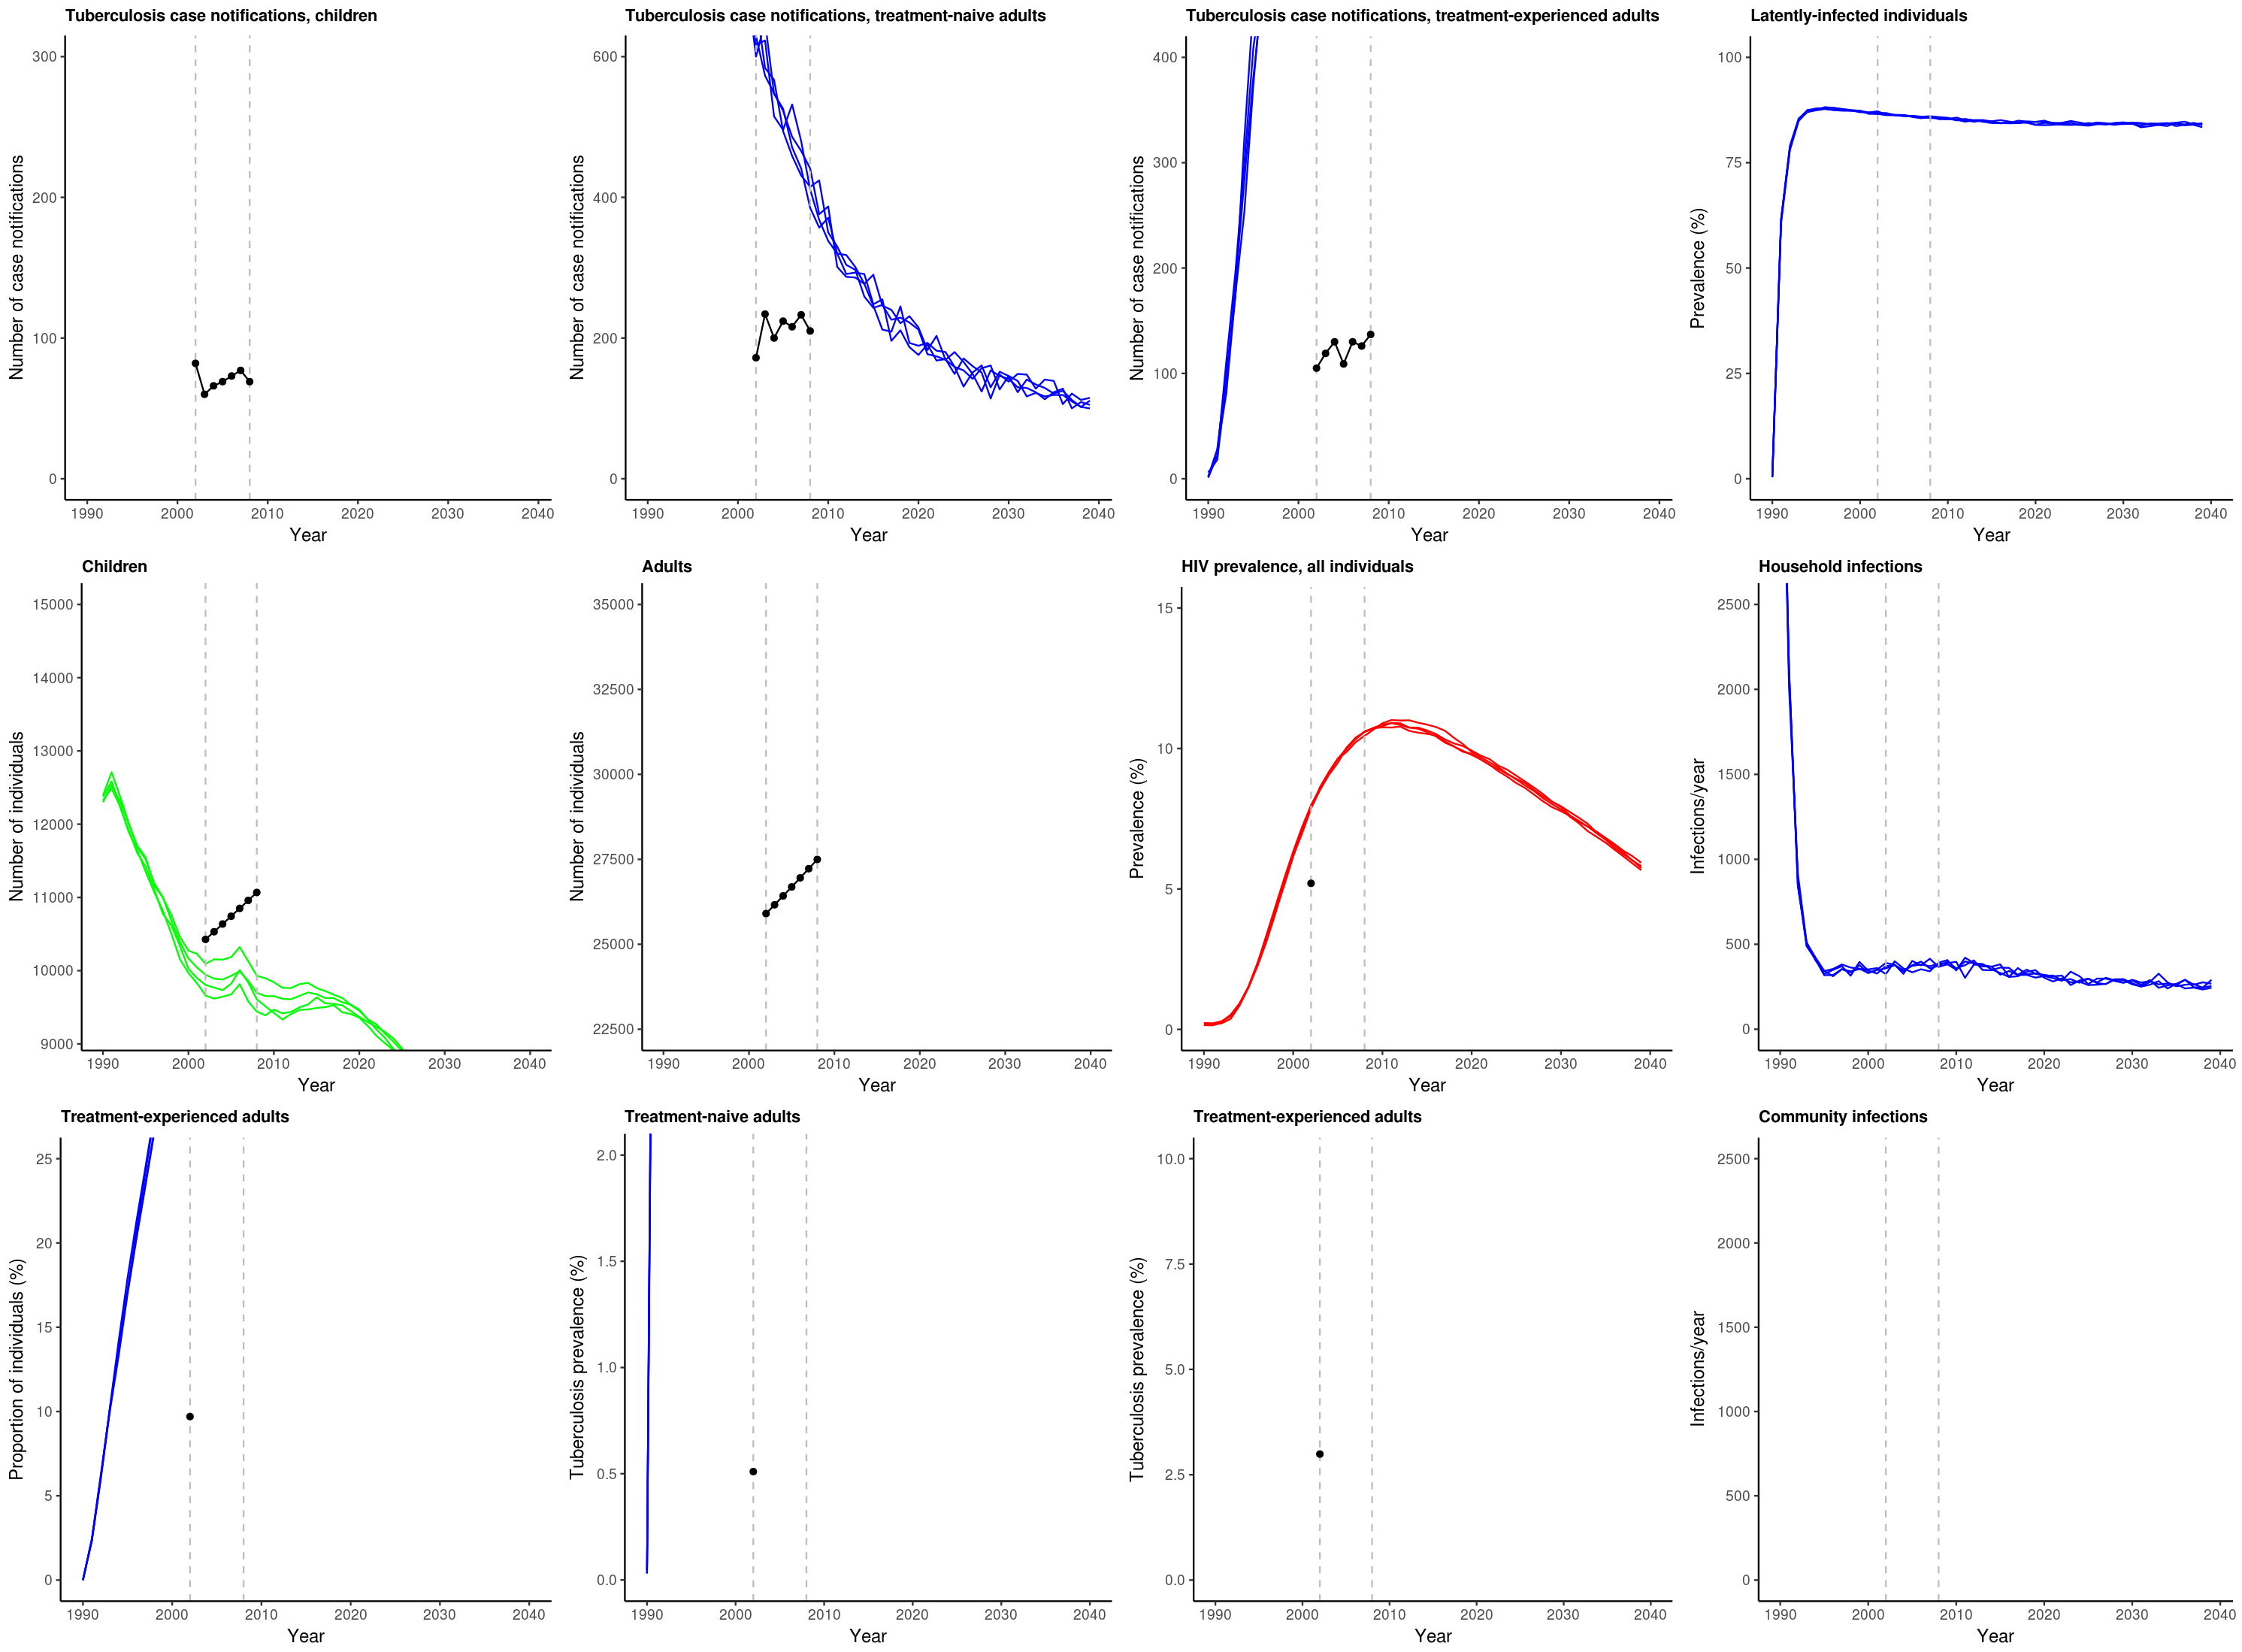 Tuberculosis case notifications, children
Number of case notifications
300
200
100
0
1990 2000 2010 2020 2030 2040
Year
Tuberculosis case notifications, treatment-naive adults
Number of case notifications
600
400
200
0
1990 2000 2010 2020 2030 2040
Year
Tuberculosis case notifications, treatment-experienced adults
Number of case notifications
400
300
200
100
0
1990 2000 2010 2020 2030 2040
Year
Latently-infected individuals
Prevalence (%)
100
75
50
25
0
1990 2000 2010 2020 2030 2040
Year
Children
Number of individuals
15000
14000
13000
12000
11000
10000
9000
1990 2000 2010 2020 2030 2040
Year
Adults
Number of individuals
35000
32500
30000
27500
25000
22500
1990 2000 2010 2020 2030 2040
Year
HIV prevalence, all individuals
Prevalence (%)
15
10
5
0
1990 2000 2010 2020 2030 2040
Year
Household infections
Infections/year
2500
2000
1500
1000
500
0
1990 2000 2010 2020 2030 2040
Year
Treatment-experienced adults
Proportion of individuals (%)
25
20
15
10
5
0
1990 2000 2010 2020 2030 2040
Year
Treatment-naive adults
Tuberculosis prevalence (%)
2.0
1.5
1.0
0.5
0.0
1990 2000 2010 2020 2030 2040
Year
Treatment-experienced adults
Tuberculosis prevalence (%)
10.0
7.5
5.0
2.5
0.0
1990 2000 2010 2020 2030 2040
Year
Community infections
Infections/year
2500
2000
1500
1000
500
0
1990 2000 2010 2020 2030 2040
Year